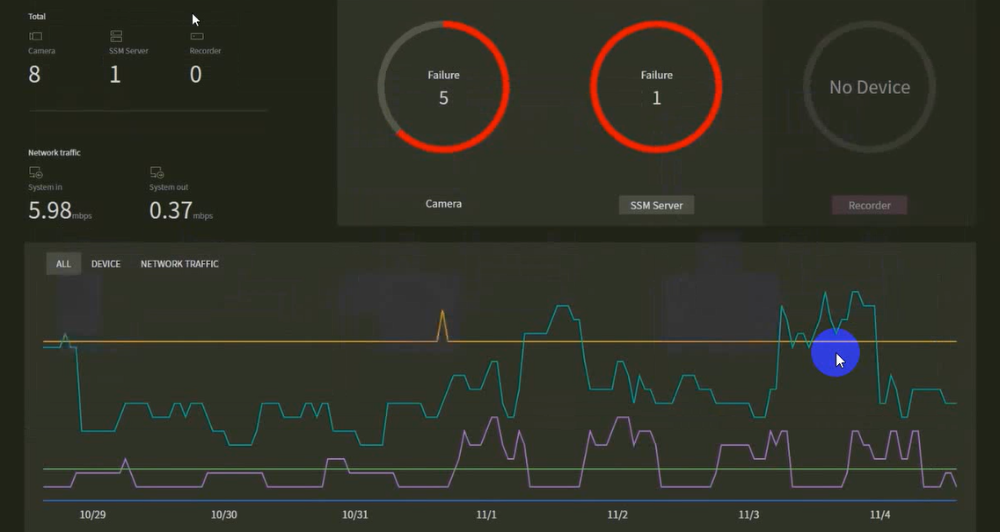 Total
Camera SSM Server Recorder
8 1 0
Network traffic
System in System out
5.98mbps 0.37mbps
Failure
5
Camera
Failure
1
SSM Server
No Device
Recorder
ALL DEVICE NETWORK TRAFFIC
10/29 10/30 10/31 11/1 11/2 11/3 11/4